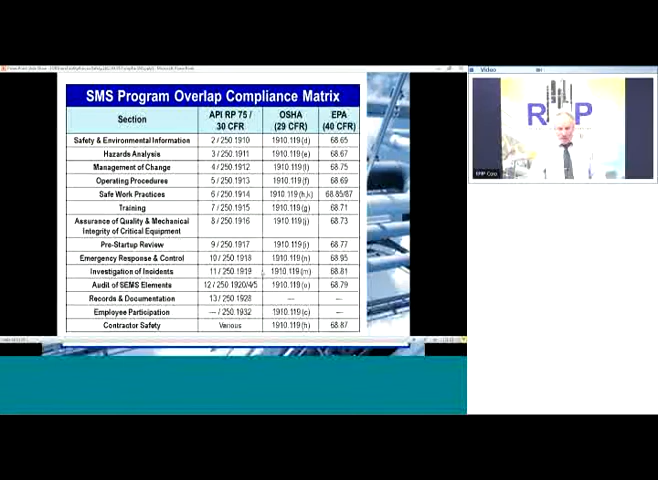 Video
SMS Program Overlap Compliance Matrix
Section
API RP 75 /
30 CFR
OSHA
(29 CFR)
EPA
(40 CFR)
Safety & Environmental Information 2 / 250.1910 1910.119 (d) 68.65
Hazards Analysis 3 / 250.1911 1910.119 (e) 68.67
Management of Change 4 / 250.1912 1910.119 (l) 68.75
Operating Procedures 5 / 250.1913 1910.119 (f) 68.69
Safe Work Practices 6 / 250.1914 1910.119 (h,k) 68.85/87
Training 7 / 250.1915 1910.119 (g) 68.71
Assurance of Quality & Mechanical
Integrity of Critical Equipment
8 / 250.1916 1910.119 (j) 68.73
Pre-Startup Review 9 / 250.1917 1910.119 (i) 68.77
Emergency Response & Control 10 / 250.1918 1910.119 (n) 68.95
Investigation of Incidents 11 / 250.1919 1910.119 (m) 68.81
Audit of SEMS Elements 12 / 250.1920/4/5 1910.119 (o) 68.79
Records & Documentation 13 / 250.1928 — —
Employee Participation — / 250.1932 1910.119 (c) —
Contractor Safety Various 1910.119 (h) 68.87
RMP Corp